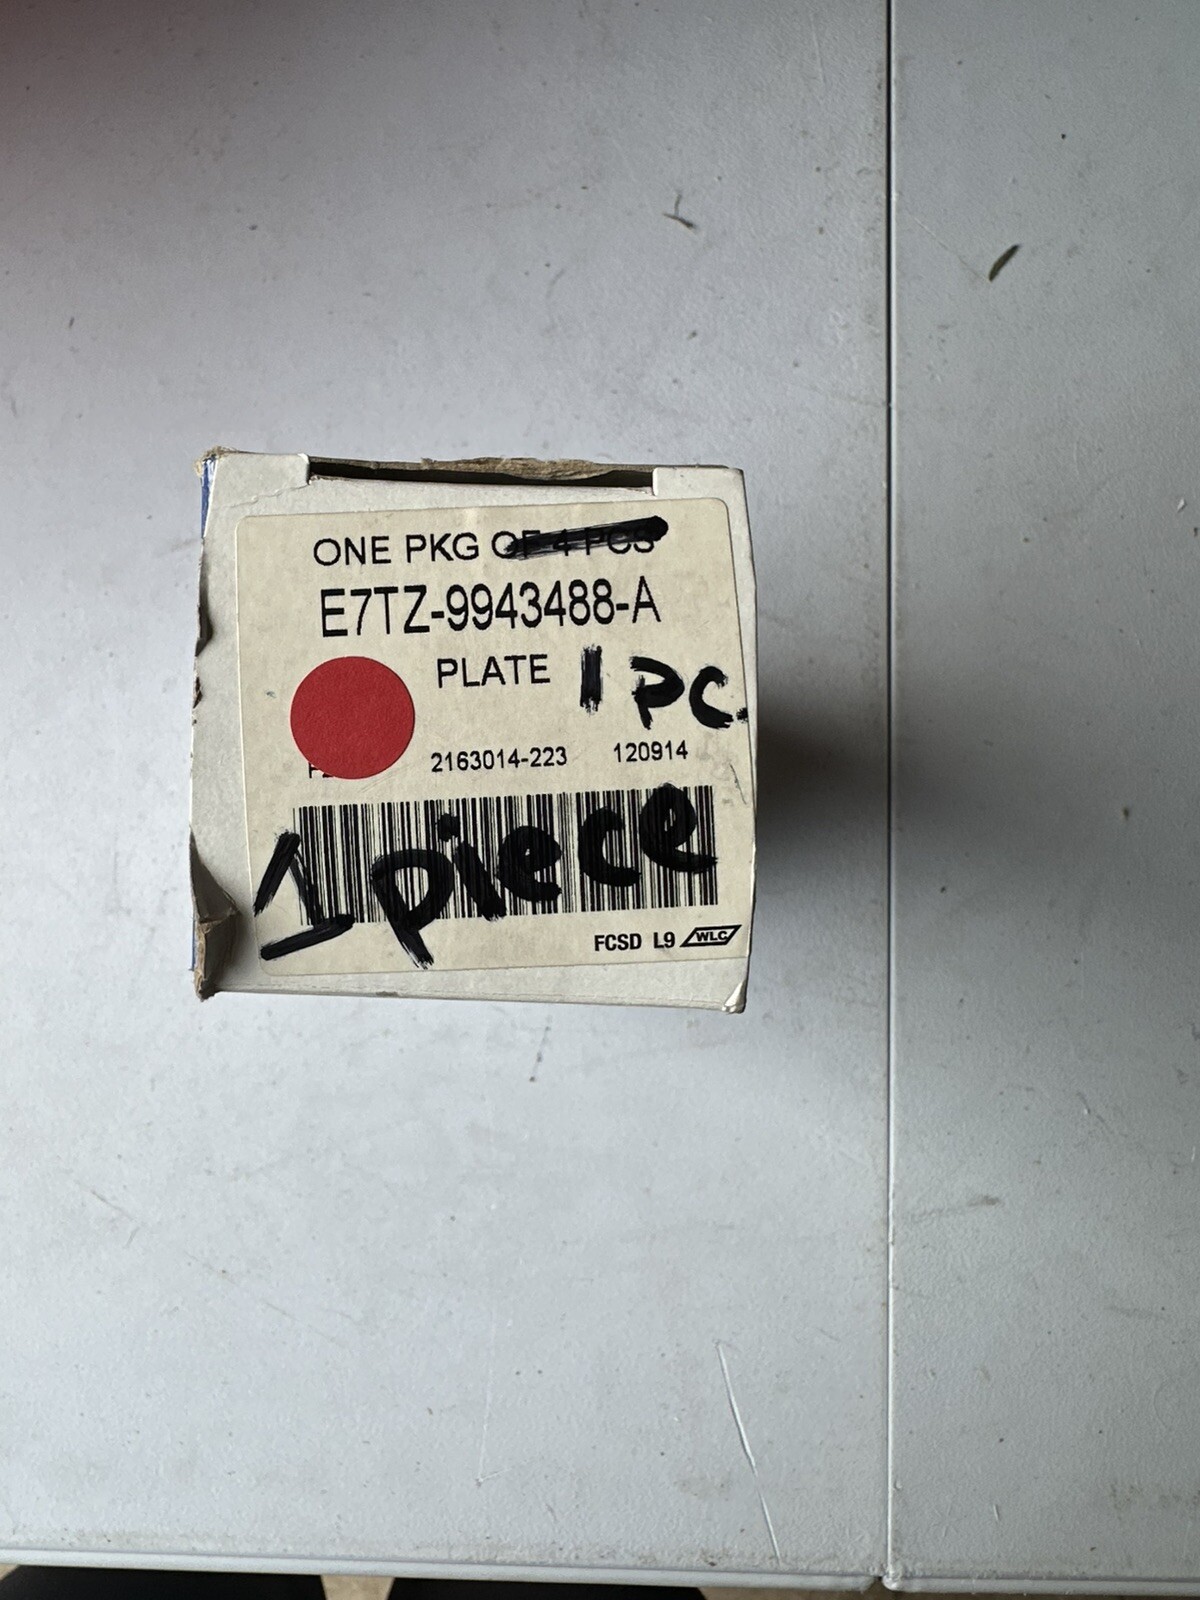 ONE PKG OF 4 PCS
E7TZ-9943488-A
PLATE 1 PC.
2163014-223 120914
1 piece
FCSD L9 WLC